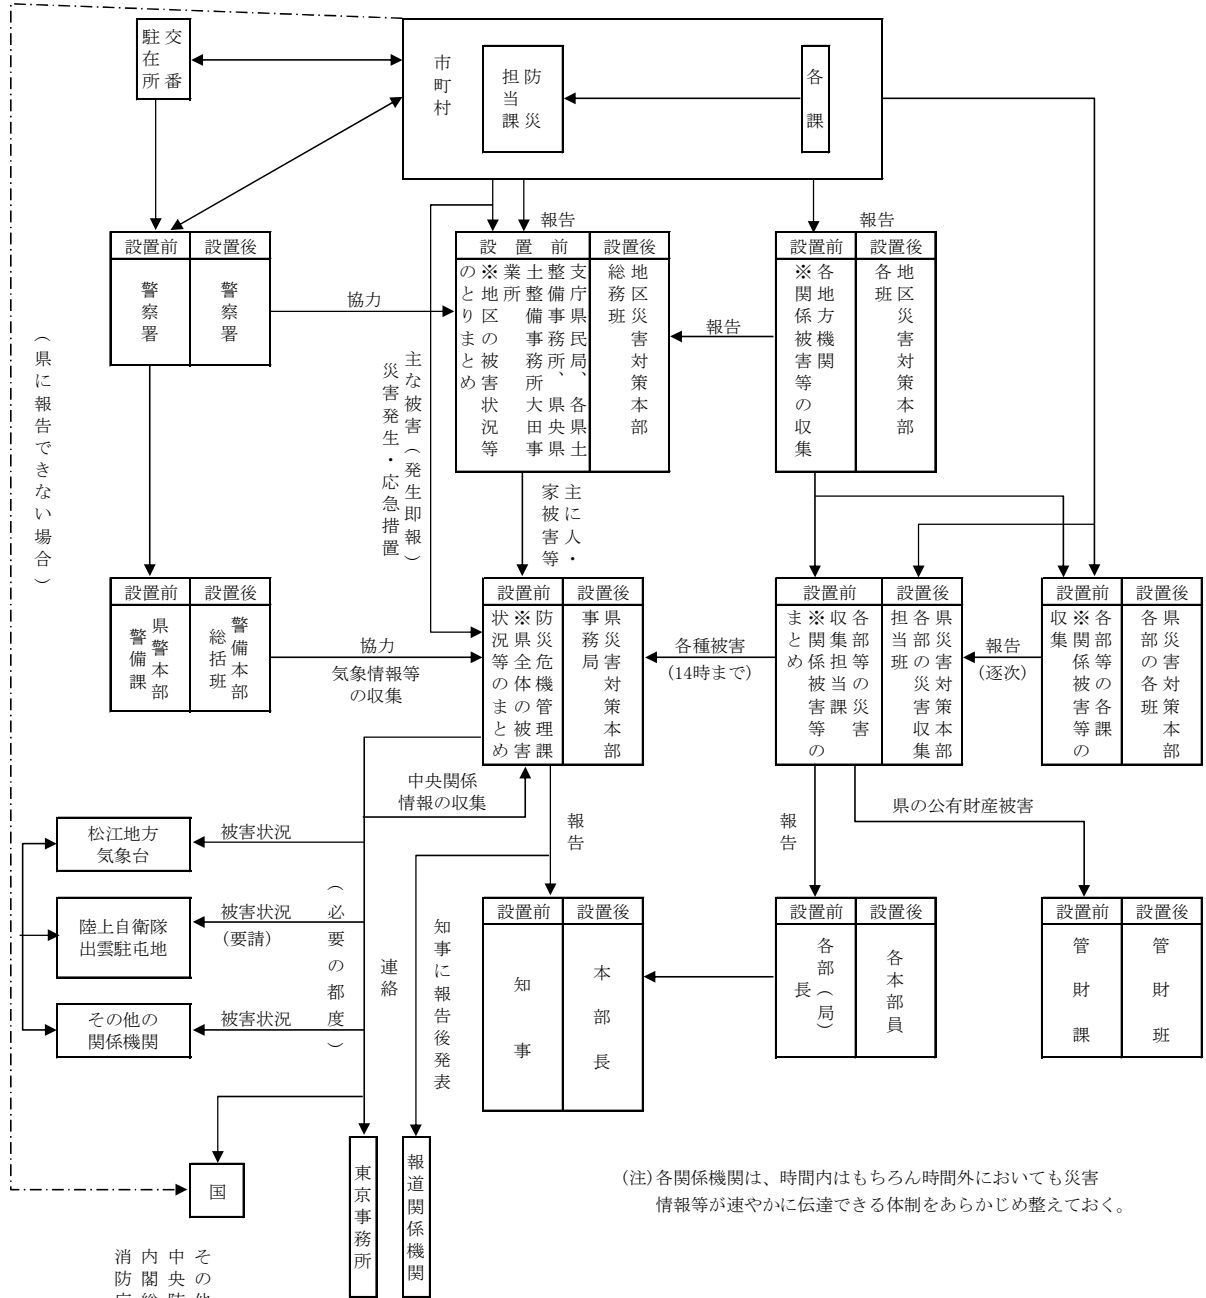 駐在所
交番
市町村
防災
担当課
各課
報告
報告
設置前
設置後
警察署
警察署
協力
設置前
設置後
支庁県民局、各県土
整備事務所、県央県
土整備事務所大田事
業所
※地区の被害状況等
のとりまとめ
地区災害対策本部
総務班
報告
設置前
設置後
各地方機関
※関係被害等の収集
地区災害対策本部
各班
(県に報告できない場合)
主な被害(発生即報)
災害発生・応急措置
主に人・
家被害等
設置前
設置後
県警本部
警備課
警備本部
総括班
協力
気象情報等
の収集
設置前
設置後
防災危機管理課
※県全体の被害
状況等のまとめ
県災害対策本部
事務局
各種被害
(14時まで)
設置前
設置後
各部等の災害
収集担当課
※関係被害等の
まとめ
県災害対策本部
各部の災害収集
担当班
報告
(逐次)
設置前
設置後
各部等の各課
※関係被害等の
収集
県災害対策本部
各部の各班
中央関係
情報の収集
報告
報告
県の公有財産被害
松江地方
気象台
被害状況
陸上自衛隊
出雲駐屯地
被害状況
(要請)
その他の
関係機関
被害状況
(必要の都度)
連絡
知事に報告後発表
設置前
設置後
知事
本部長
設置前
設置後
各部(局)
長
各本部員
設置前
設置後
管財課
管財班
国
東京事務所
報道関係機関
(注)各関係機関は、時間内はもちろん時間外においても災害
情報等が速やかに伝達できる体制をあらかじめ整えておく。
その他
中央防
内閣総
消防庁